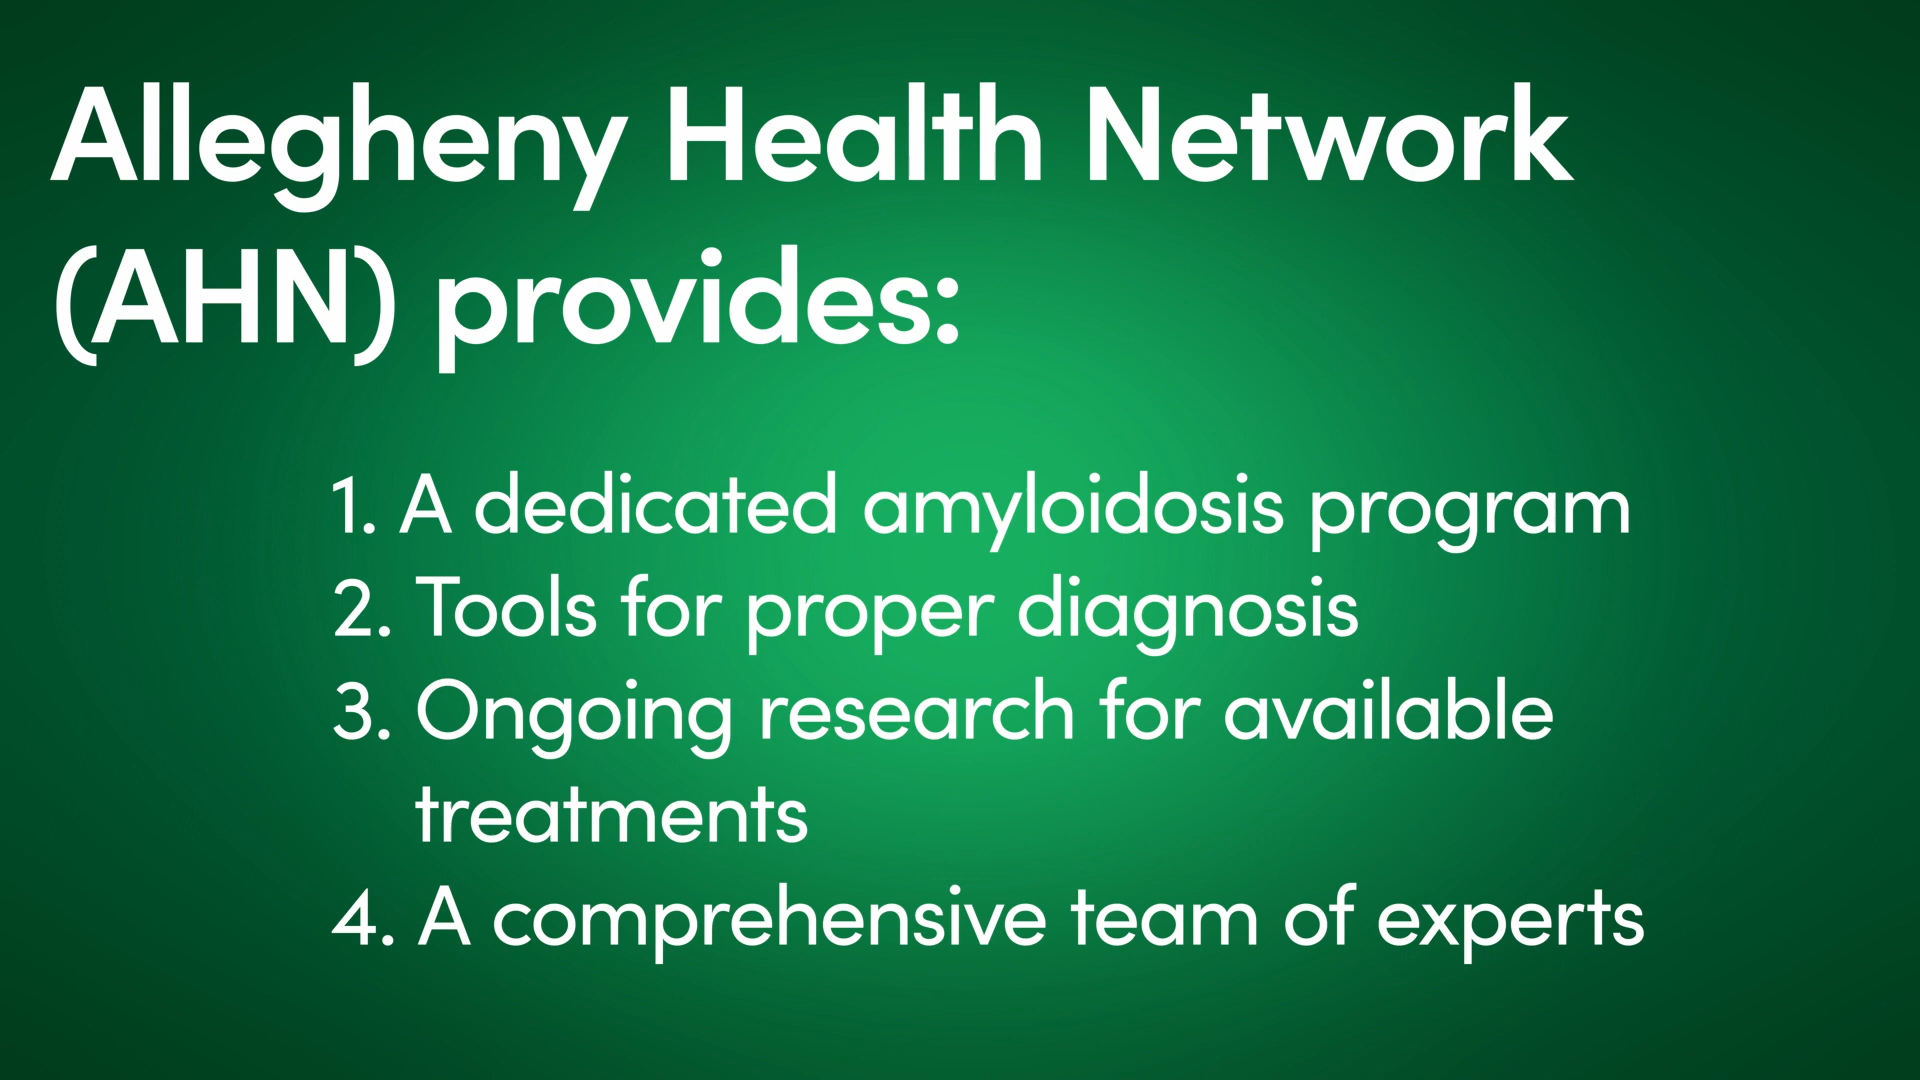 Allegheny Health Network
(AHN) provides:
1. A dedicated amyloidosis program
2. Tools for proper diagnosis
3. Ongoing research for available
treatments
4. A comprehensive team of experts